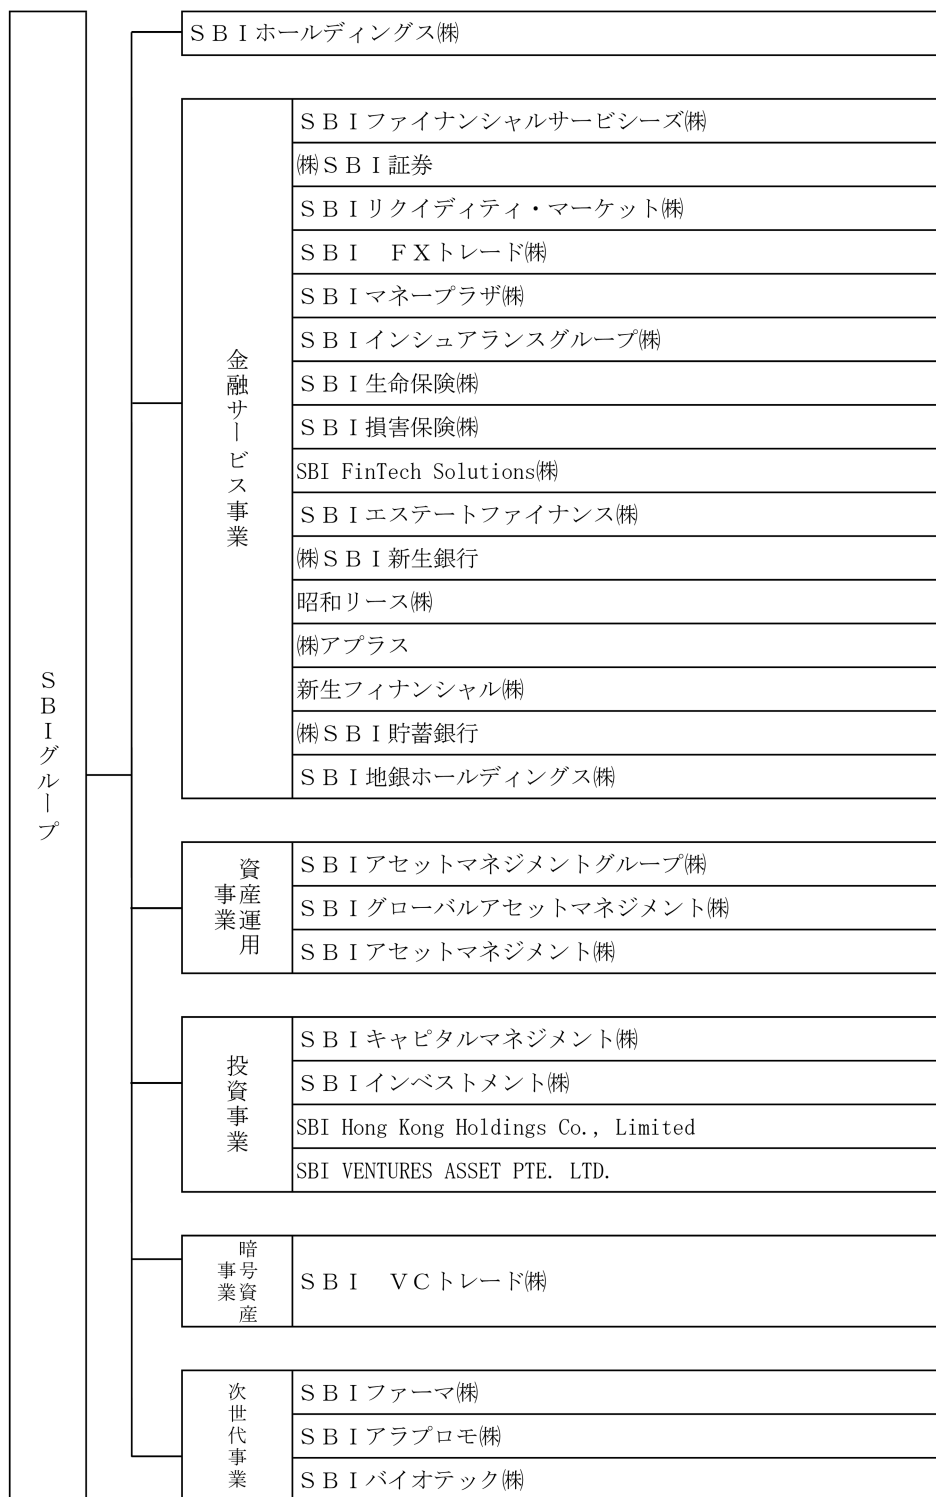 ＳＢＩグループ
ＳＢＩホールディングス㈱
金融サービス事業
ＳＢＩファイナンシャルサービシーズ㈱
㈱ＳＢＩ証券
ＳＢＩリクイディティ・マーケット㈱
ＳＢＩ　ＦＸトレード㈱
ＳＢＩマネープラザ㈱
ＳＢＩインシュアランスグループ㈱
ＳＢＩ生命保険㈱
ＳＢＩ損害保険㈱
SBI FinTech Solutions㈱
ＳＢＩエステートファイナンス㈱
㈱ＳＢＩ新生銀行
昭和リース㈱
㈱アプラス
新生フィナンシャル㈱
㈱ＳＢＩ貯蓄銀行
ＳＢＩ地銀ホールディングス㈱
資産運用
事業
ＳＢＩアセットマネジメントグループ㈱
ＳＢＩグローバルアセットマネジメント㈱
ＳＢＩアセットマネジメント㈱
投資事業
ＳＢＩキャピタルマネジメント㈱
ＳＢＩインベストメント㈱
SBI Hong Kong Holdings Co., Limited
SBI VENTURES ASSET PTE. LTD.
暗号資産
事業
ＳＢＩ　ＶＣトレード㈱
次世代事業
ＳＢＩファーマ㈱
ＳＢＩアラプロモ㈱
ＳＢＩバイオテック㈱